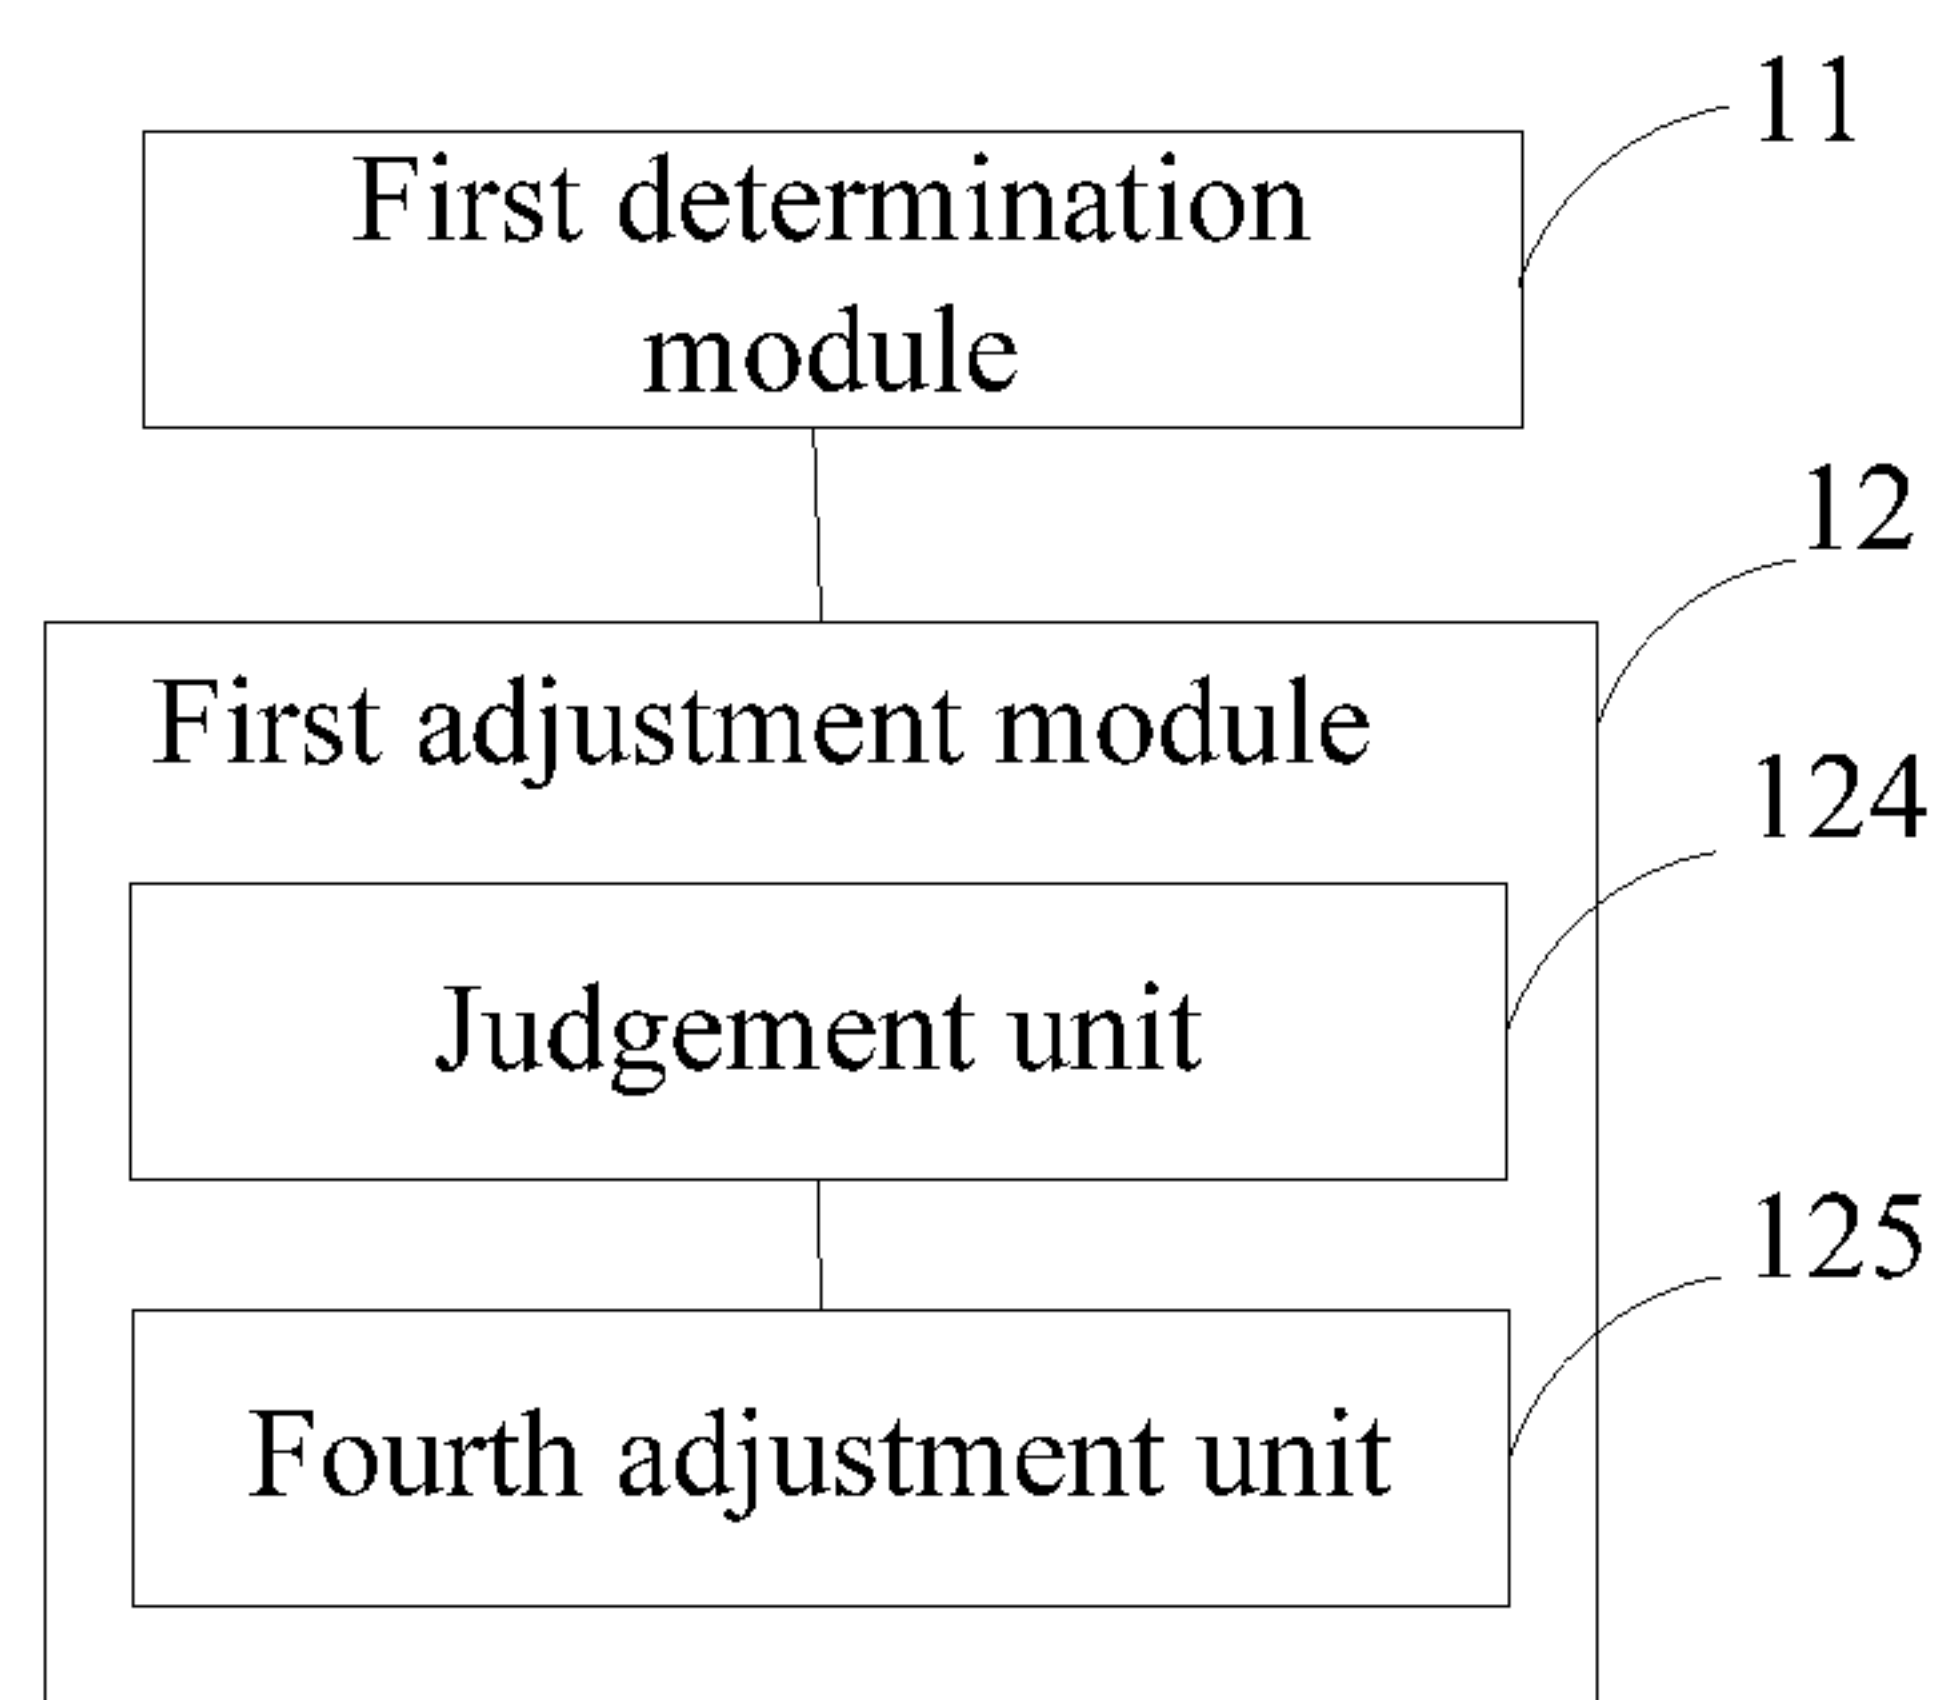 11
First determination
module
12
First adjustment module
124
Judgement unit
125
Fourth adjustment unit